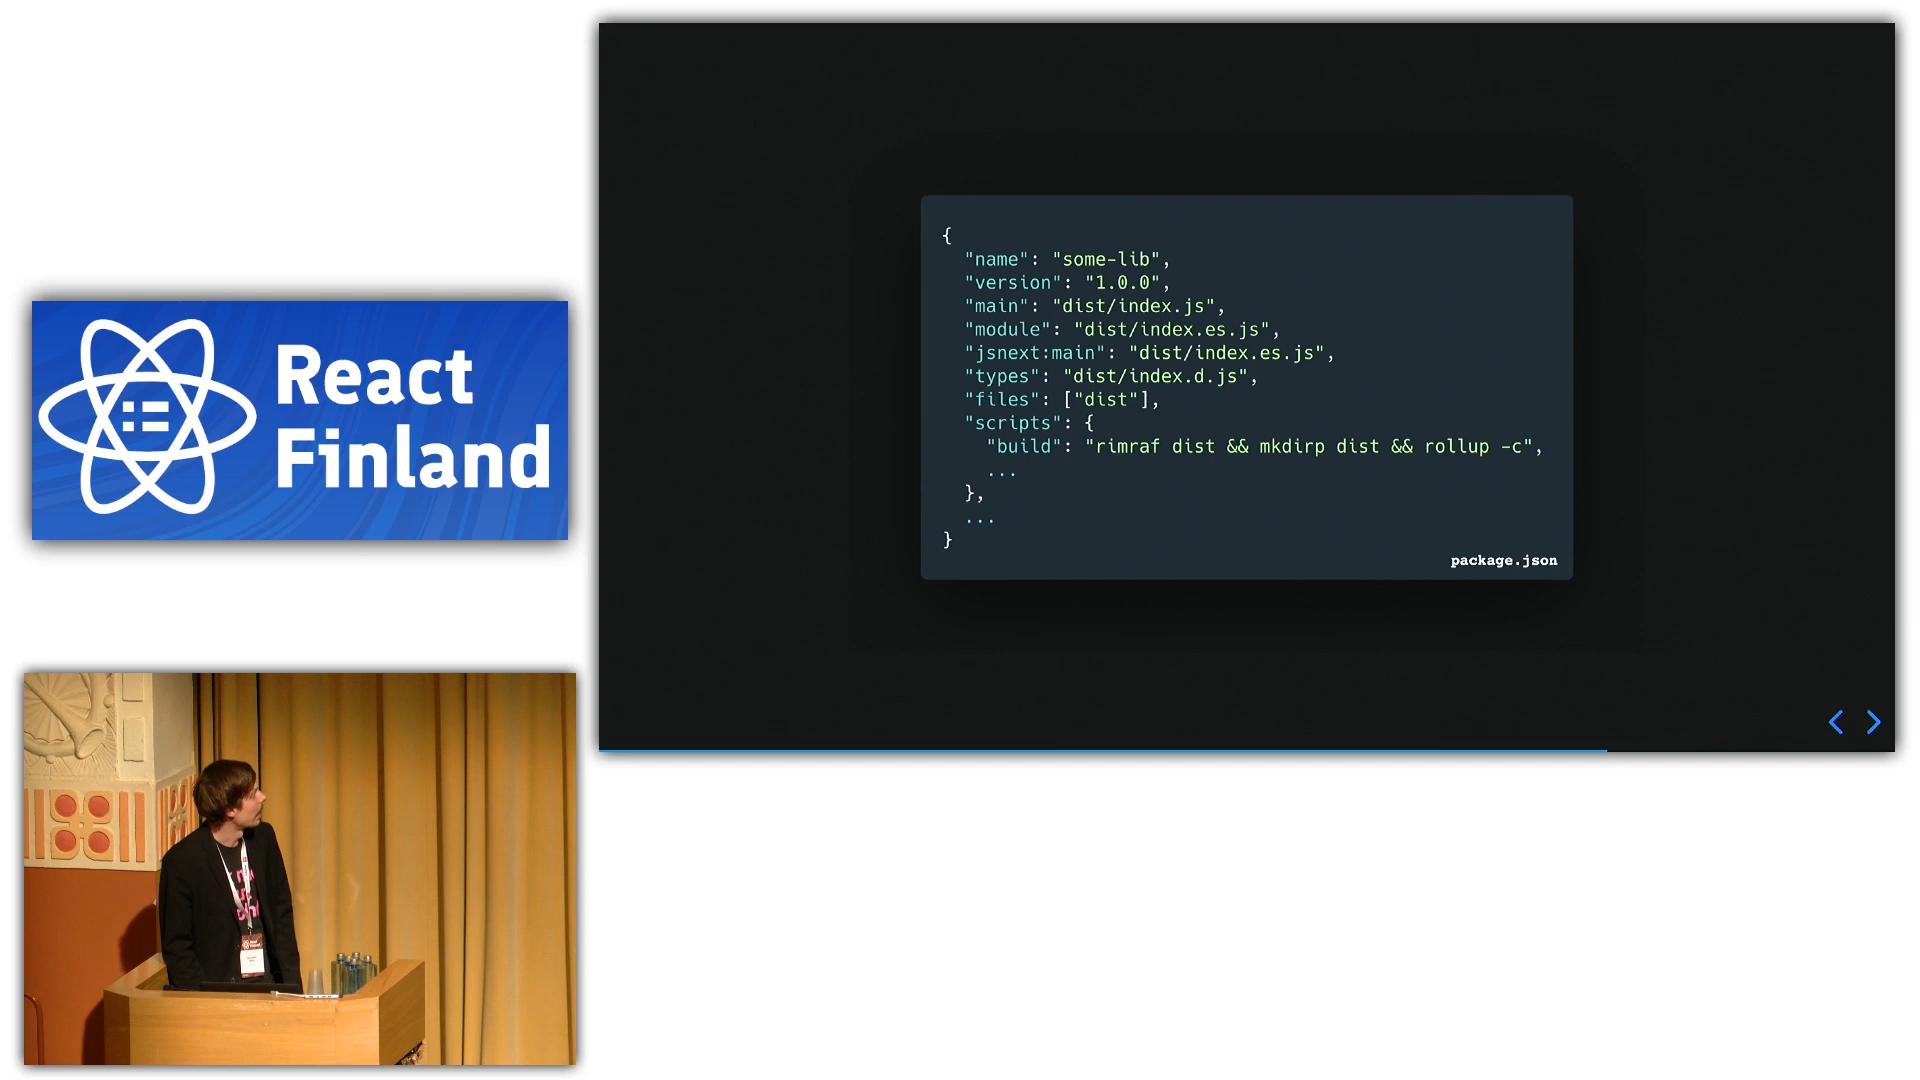 React
Finland
{
"name": "some-lib",
"version": "1.0.0",
"main": "dist/index.js",
"module": "dist/index.es.js",
"jsnext:main": "dist/index.es.js",
"types": "dist/index.d.js",
"files": ["dist"],
"scripts": {
"build": "rimraf dist && mkdirp dist && rollup -c",
...
},
...
}
package.json